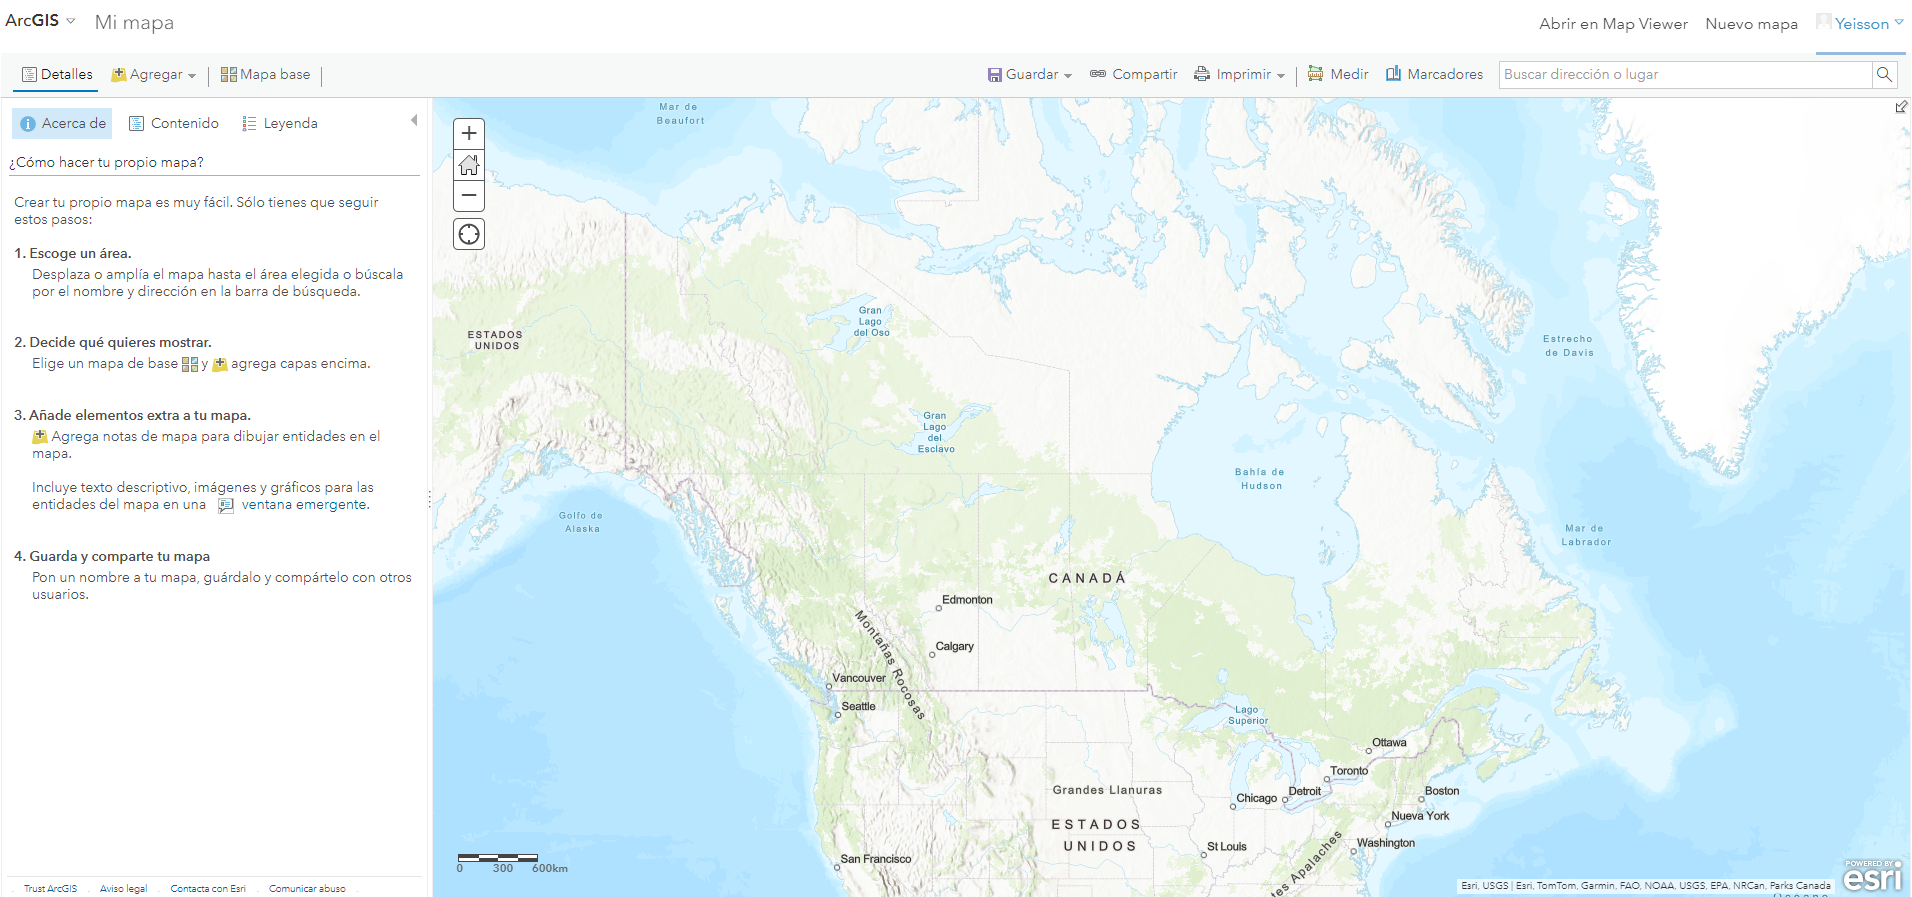 ArcGIS Mi mapa
Abrir en Map Viewer Nuevo mapa Yeisson
Detalles Agregar Mapa base
Guardar Compartir Imprimir Medir Marcadores Buscar dirección o lugar
Acerca de Contenido Leyenda
¿Cómo hacer tu propio mapa?
Crear tu propio mapa es muy fácil. Sólo tienes que seguir
estos pasos:
1. Escoge un área.
Desplaza o amplía el mapa hasta el área elegida o búscala
por el nombre y dirección en la barra de búsqueda.
2. Decide qué quieres mostrar.
Elige un mapa de base y agrega capas encima.
3. Añade elementos extra a tu mapa.
Agrega notas de mapa para dibujar entidades en el
mapa.
Incluye texto descriptivo, imágenes y gráficos para las
entidades del mapa en una ventana emergente.
4. Guarda y comparte tu mapa
Pon un nombre a tu mapa, guárdalo y compártelo con otros
usuarios.
Trust ArcGIS Aviso legal Contacta con Esri Comunicar abuso
Mar de
Beaufort
ESTADOS
UNIDOS
Gran
Lago
del Oso
Estrecho
de Davis
Gran
Lago
del
Esclavo
Bahía de
Hudson
Golfo de
Alaska
Mar de
Labrador
CANADÁ
Edmonton
Montañas Rocosas
Calgary
Vancouver
Seattle
Lago
Superior
Ottawa
Toronto
Grandes Llanuras
Chicago
Detroit
Boston
Nueva York
ESTADOS
UNIDOS
St Louis
Washington
San Francisco
tes Apalaches
0 300 600km
POWERED BY
esri
Esri, USGS | Esri, TomTom, Garmin, FAO, NOAA, USGS, EPA, NRCan, Parks Canada